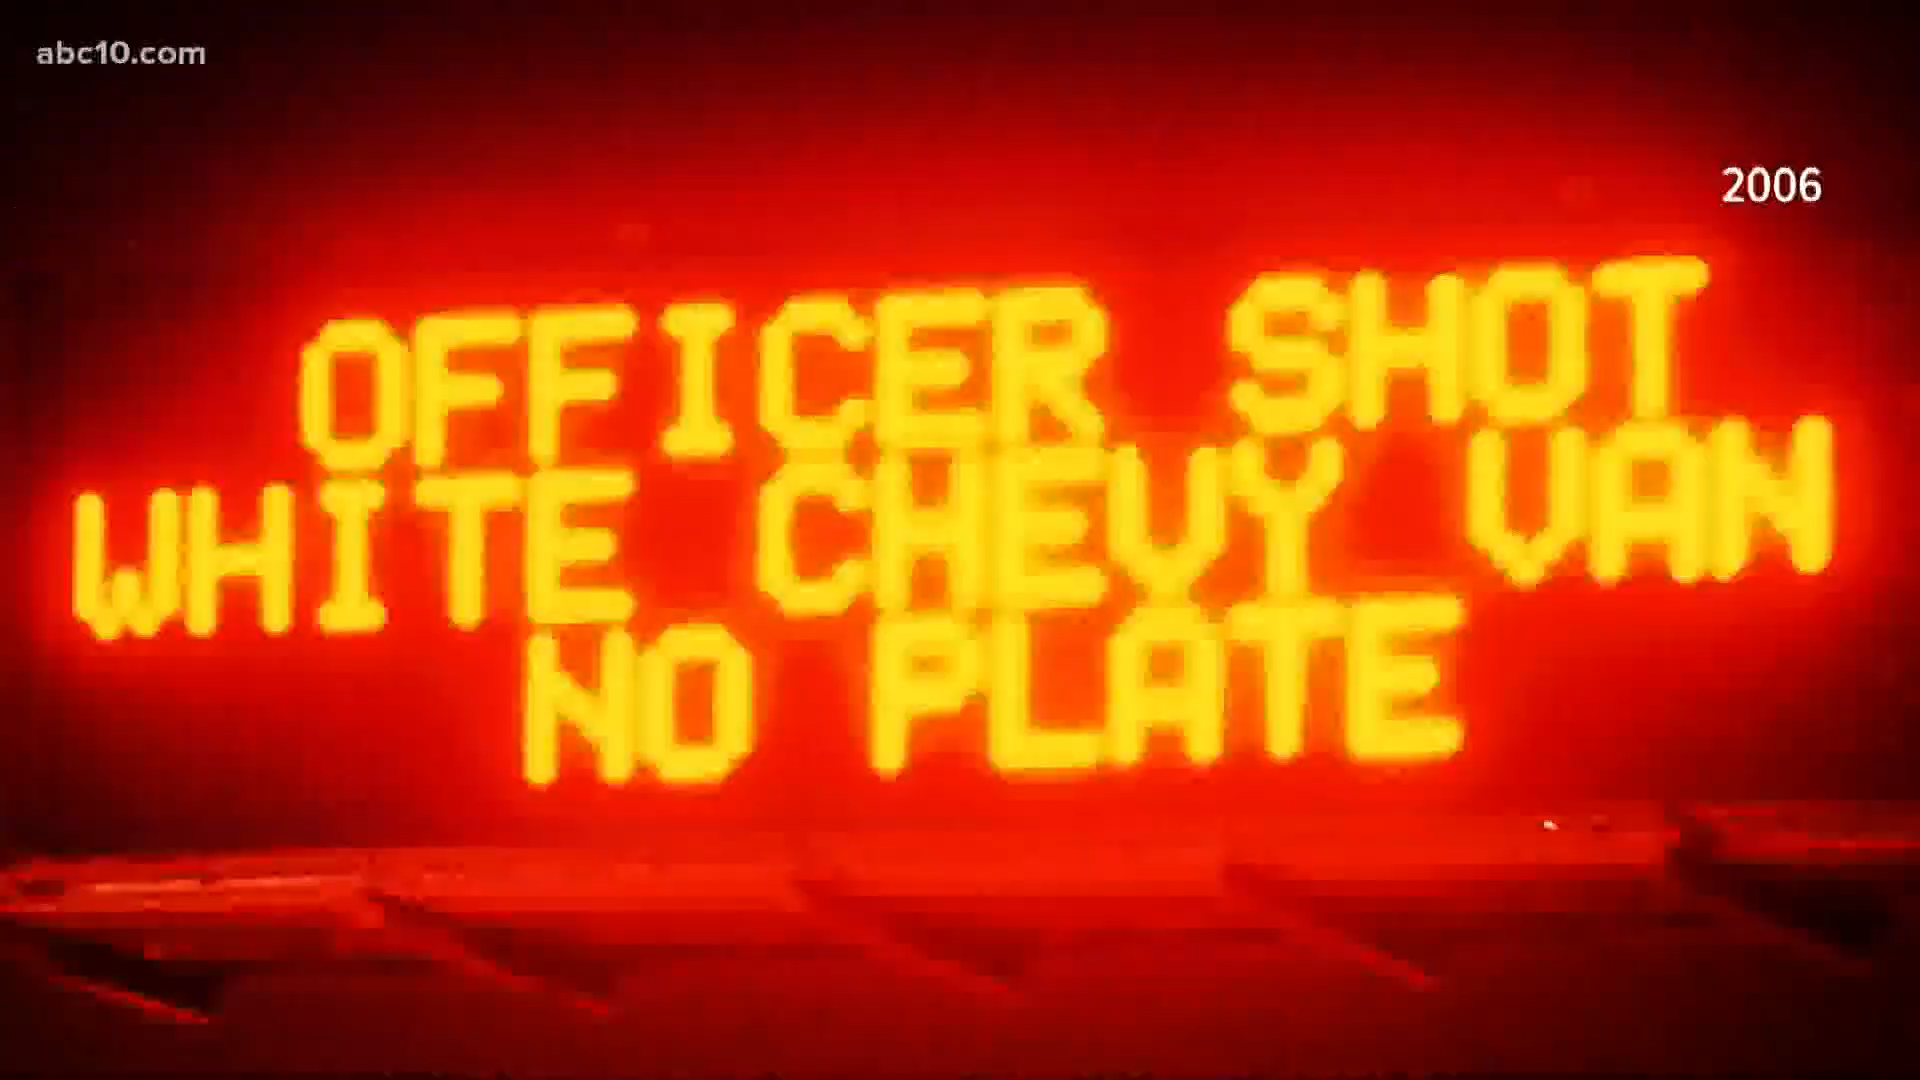 abc10.com
2006
OFFICER SHOT
WHITE CHEVY VAN
NO PLATE